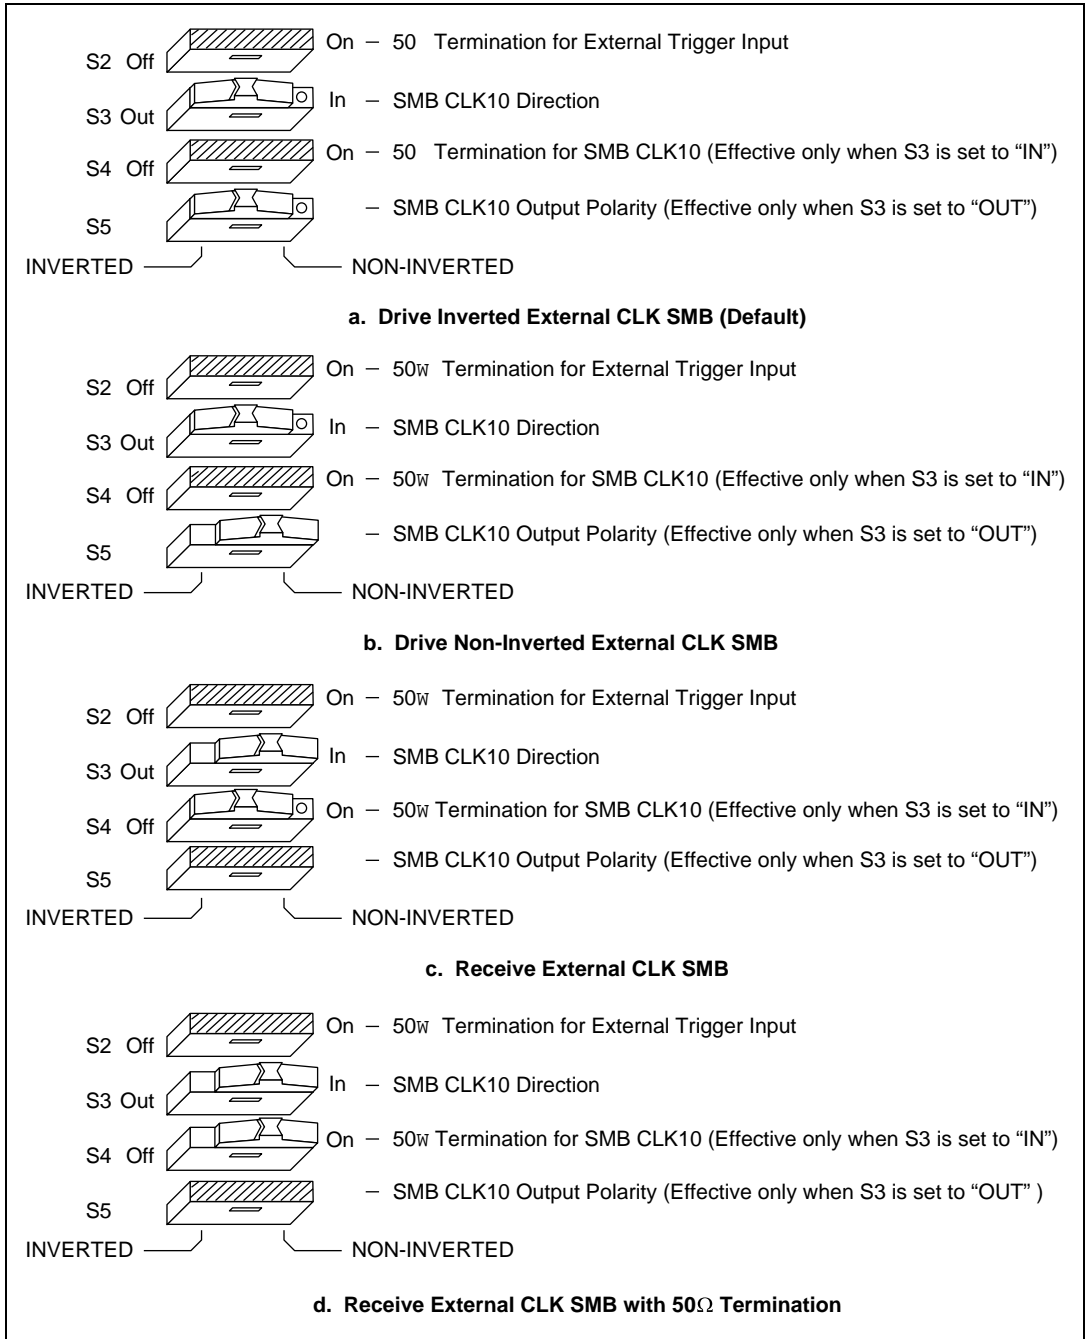 S2 Off On – 50 Termination for External Trigger Input
S3 Out In – SMB CLK10 Direction
S4 Off On – 50 Termination for SMB CLK10 (Effective only when S3 is set to “IN”)
S5 – SMB CLK10 Output Polarity (Effective only when S3 is set to “OUT”)
INVERTED NON-INVERTED
a. Drive Inverted External CLK SMB (Default)
S2 Off On – 50W Termination for External Trigger Input
S3 Out In – SMB CLK10 Direction
S4 Off On – 50W Termination for SMB CLK10 (Effective only when S3 is set to “IN”)
S5 – SMB CLK10 Output Polarity (Effective only when S3 is set to “OUT”)
INVERTED NON-INVERTED
b. Drive Non-Inverted External CLK SMB
S2 Off On – 50W Termination for External Trigger Input
S3 Out In – SMB CLK10 Direction
S4 Off On – 50W Termination for SMB CLK10 (Effective only when S3 is set to “IN”)
S5 – SMB CLK10 Output Polarity (Effective only when S3 is set to “OUT”)
INVERTED NON-INVERTED
c. Receive External CLK SMB
S2 Off On – 50W Termination for External Trigger Input
S3 Out In – SMB CLK10 Direction
S4 Off On – 50W Termination for SMB CLK10 (Effective only when S3 is set to “IN”)
S5 – SMB CLK10 Output Polarity (Effective only when S3 is set to “OUT” )
INVERTED NON-INVERTED
d. Receive External CLK SMB with 50Ω Termination